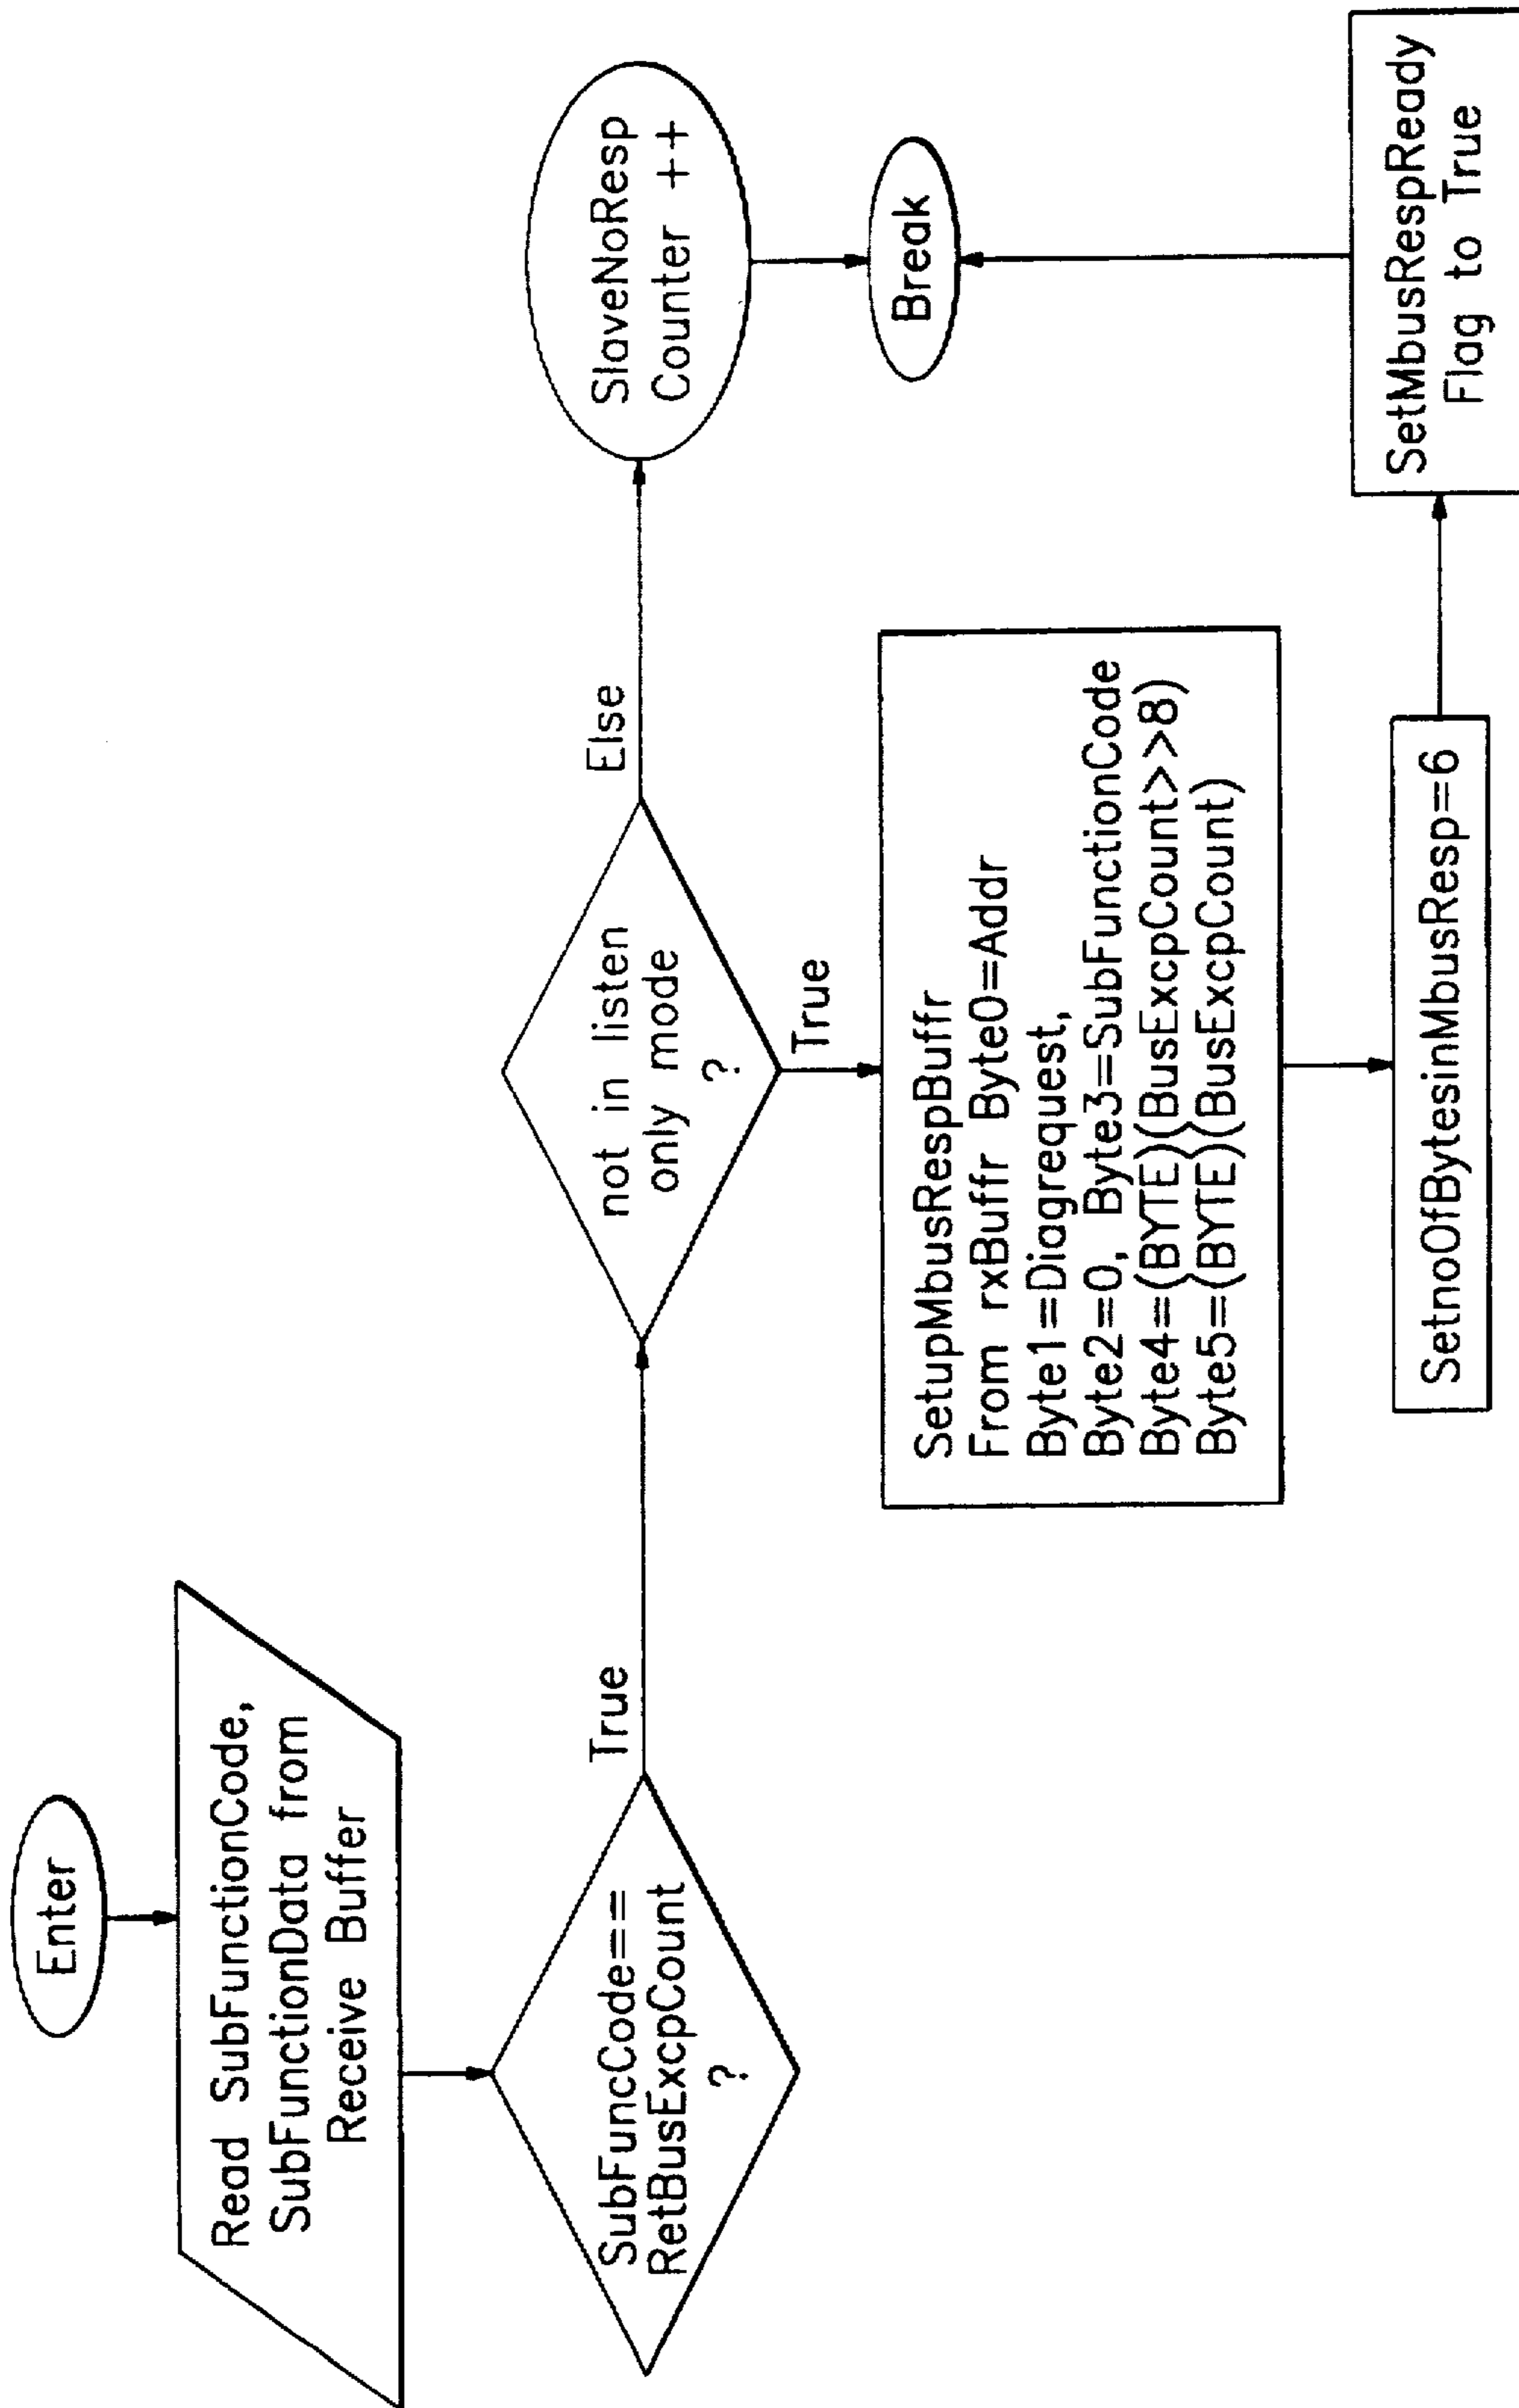 Enter
Read SubFunctionCode,
SubFunctionData from
Receive Buffer
SubFuncCode==
RetBusExcpCount
?
True
not in listen
only mode
?
Else
SlaveNoResp
Counter ++
Break
True
SetupMbusRespBuffr
From rxBuffr Byte0=Addr
Byte1=Diagrequest,
Byte2=0, Byte3=SubFunctionCode
Byte4=(BYTE)(BusExcpCount>>8)
Byte5=(BYTE)(BusExcpCount)
SetnoOfBytesinMbusResp=6
SetMbusRespReady
Flag to True